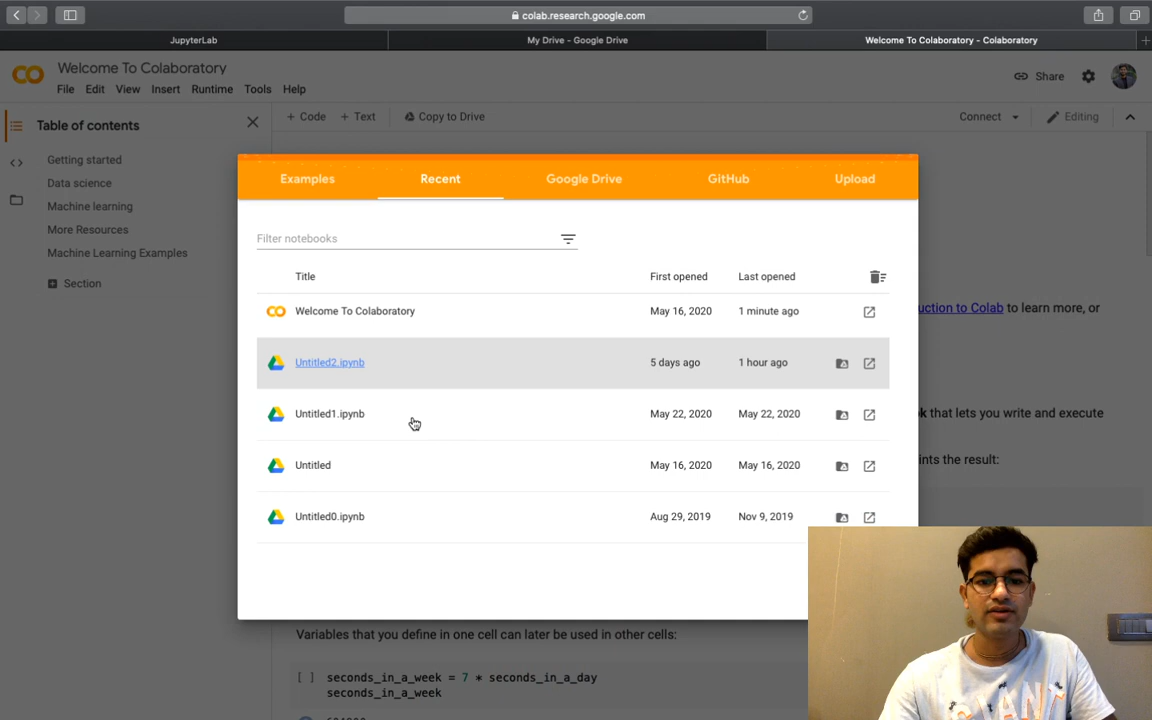 colab.research.google.com
JupyterLab
My Drive - Google Drive
Welcome To Colaboratory - Colaboratory
Welcome To Colaboratory
File Edit View Insert Runtime Tools Help
Share
Table of contents
+ Code + Text Copy to Drive
Connect
Editing
Getting started
Data science
Machine learning
More Resources
Machine Learning Examples
Section
Examples Recent Google Drive GitHub Upload
Filter notebooks
Title First opened Last opened
Welcome To Colaboratory May 16, 2020 1 minute ago
Untitled2.ipynb 5 days ago 1 hour ago
Untitled1.ipynb May 22, 2020 May 22, 2020
Untitled May 16, 2020 May 16, 2020
Untitled0.ipynb Aug 29, 2019 Nov 9, 2019
uction to Colab to learn more, or
k that lets you write and execute
ints the result:
Variables that you define in one cell can later be used in other cells:
[ ] seconds_in_a_week = 7 * seconds_in_a_day
seconds_in_a_week